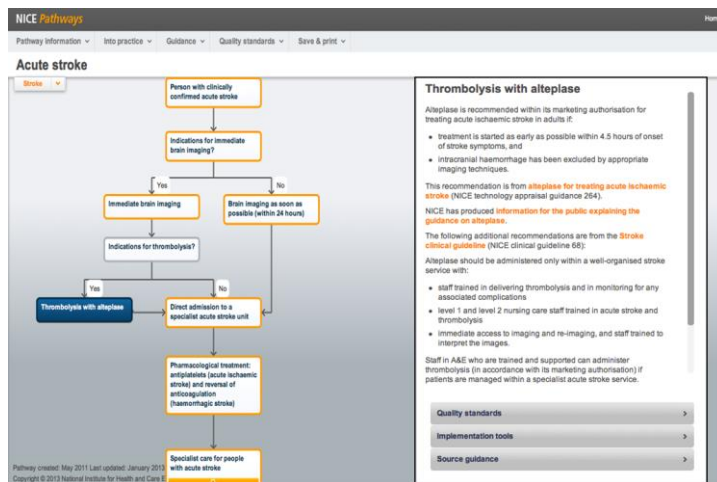 NICE Pathways
Hom
Pathway information
Into practice
Guidance
Quality standards
Save & print
Acute stroke
Stroke
Person with clinically
confirmed acute stroke
Indications for immediate
brain imaging?
Yes
No
Immediate brain imaging
Brain imaging as soon as
possible (within 24 hours)
Indications for thrombolysis?
Yes
No
Thrombolysis with alteplase
Direct admission to a
specialist acute stroke unit
Pharmacological treatment:
antiplatelets (acute ischaemic
stroke) and reversal of
anticoagulation
(haemorrhagic stroke)
Specialist care for people
with acute stroke
Pathway created: May 2011 Last updated: January 2013
Copyright © 2013 National Institute for Health and Care E
Thrombolysis with alteplase
Alteplase is recommended within its marketing authorisation for
treating acute ischaemic stroke in adults if:
• treatment is started as early as possible within 4.5 hours of onset
of stroke symptoms, and
• intracranial haemorrhage has been excluded by appropriate
imaging techniques.
This recommendation is from alteplase for treating acute ischaemic
stroke (NICE technology appraisal guidance 264).
NICE has produced information for the public explaining the
guidance on alteplase.
The following additional recommendations are from the Stroke
clinical guideline (NICE clinical guideline 68):
Alteplase should be administered only within a well-organised stroke
service with:
• staff trained in delivering thrombolysis and in monitoring for any
associated complications
• level 1 and level 2 nursing care staff trained in acute stroke and
thrombolysis
• immediate access to imaging and re-imaging, and staff trained to
interpret the images.
Staff in A&E who are trained and supported can administer
thrombolysis (in accordance with its marketing authorisation) if
patients are managed within a specialist acute stroke service.
Quality standards
Implementation tools
Source guidance